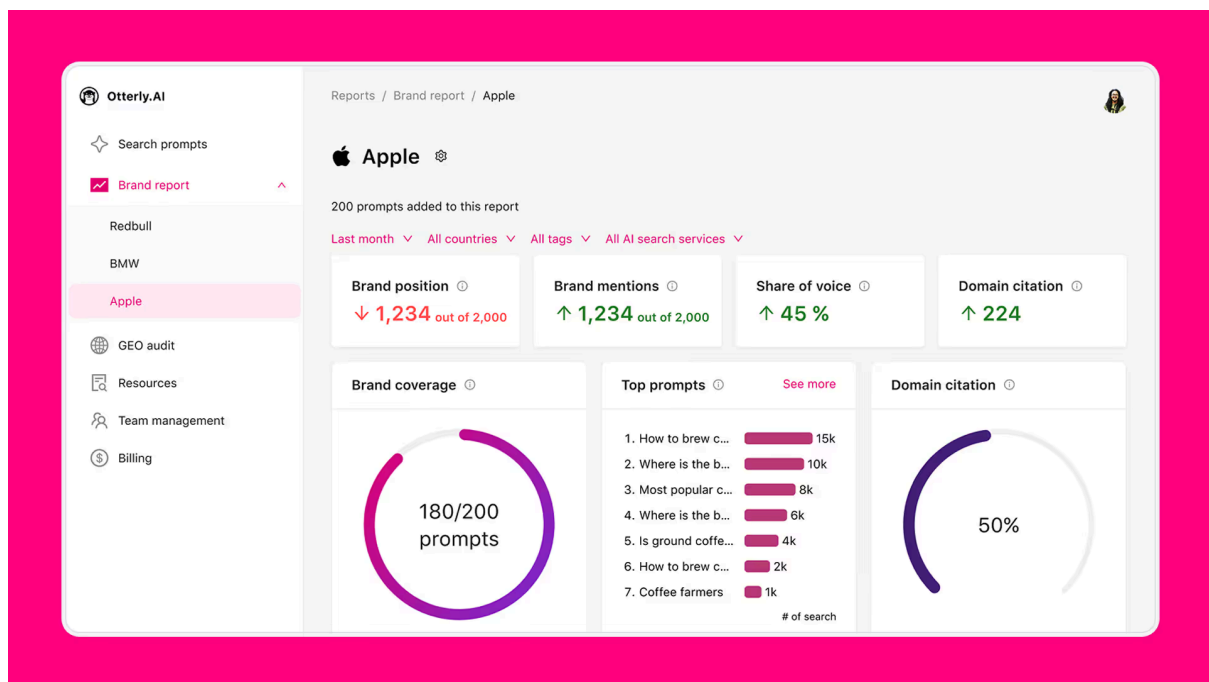 Otterly.AI
Search prompts
Brand report
Redbull
BMW
Apple
GEO audit
Resources
Team management
Billing
Reports / Brand report / Apple
Apple
200 prompts added to this report
Last month All countries All tags All AI search services
Brand position
1,234 out of 2,000
Brand mentions
1,234 out of 2,000
Share of voice
45 %
Domain citation
224
Brand coverage
180/200
prompts
Top prompts See more
1. How to brew c... 15k
2. Where is the b... 10k
3. Most popular c... 8k
4. Where is the b... 6k
5. Is ground coffe... 4k
6. How to brew c... 2k
7. Coffee farmers 1k
# of search
Domain citation
50%